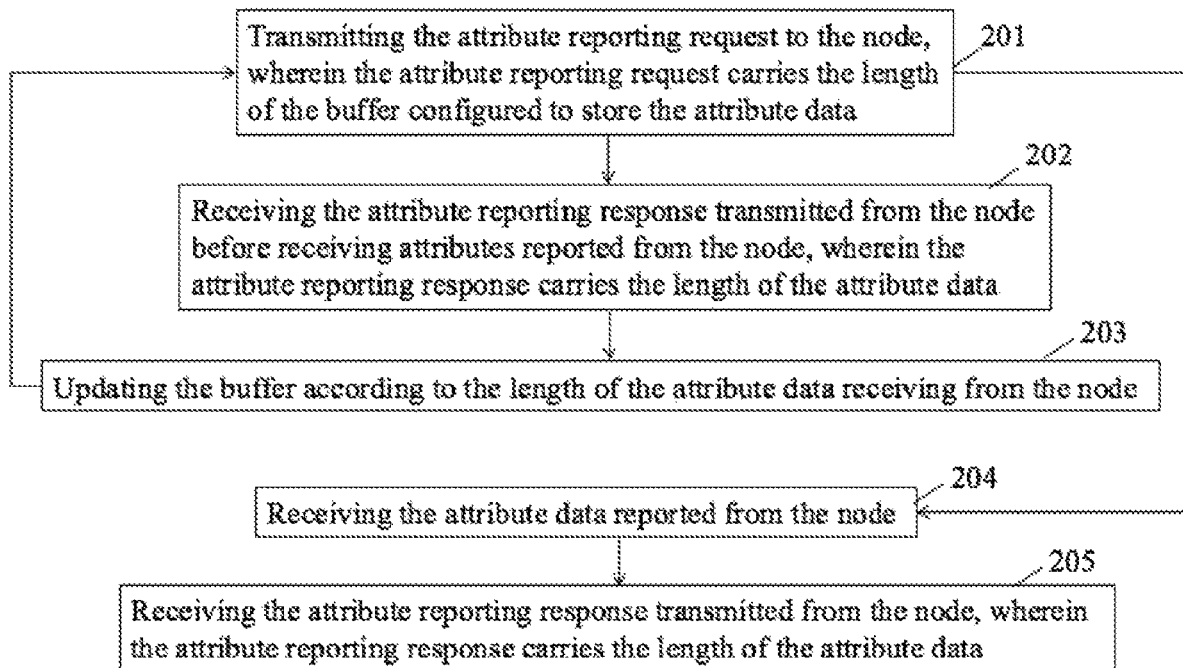 Transmitting the attribute reporting request to the node,
wherein the attribute reporting request carries the length
of the buffer configured to store the attribute data
201
202
Receiving the attribute reporting response transmitted from the node
before receiving attributes reported from the node, wherein the
attribute reporting response carries the length of the attribute data
203
Updating the buffer according to the length of the attribute data receiving from the node
204
Receiving the attribute data reported from the node
205
Receiving the attribute reporting response transmitted from the node, wherein
the attribute reporting response carries the length of the attribute data